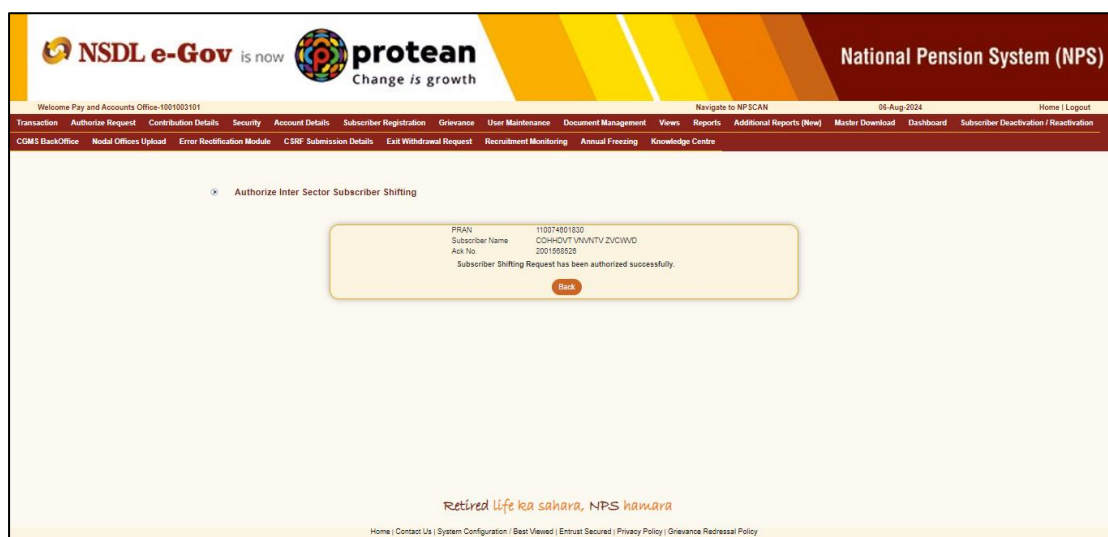 NSDL e-Gov is now protean
Change is growth
National Pension System (NPS)
Welcome Pay and Accounts Office-1001003101 Navigate to NPSCAN 06-Aug-2024 Home | Logout
Transaction Authorize Request Contribution Details Security Account Details Subscriber Registration Grievance User Maintenance Document Management Views Reports Additional Reports (New) Master Download Dashboard Subscriber Deactivation / Reactivation
CGMS BackOffice Nodal Offices Upload Error Rectification Module CSRF Submission Details Exit Withdrawal Request Recruitment Monitoring Annual Freezing Knowledge Centre
Authorize Inter Sector Subscriber Shifting
PRAN 110074601830
Subscriber Name COHHDVT VNVNTV ZVCWVD
Ack No. 2001568526
Subscriber Shifting Request has been authorized successfully.
Back
Retired life ka sahara, NPS hamara
Home | Contact Us | System Configuration / Best Viewed | Entrust Secured | Privacy Policy | Grievance Redressal Policy